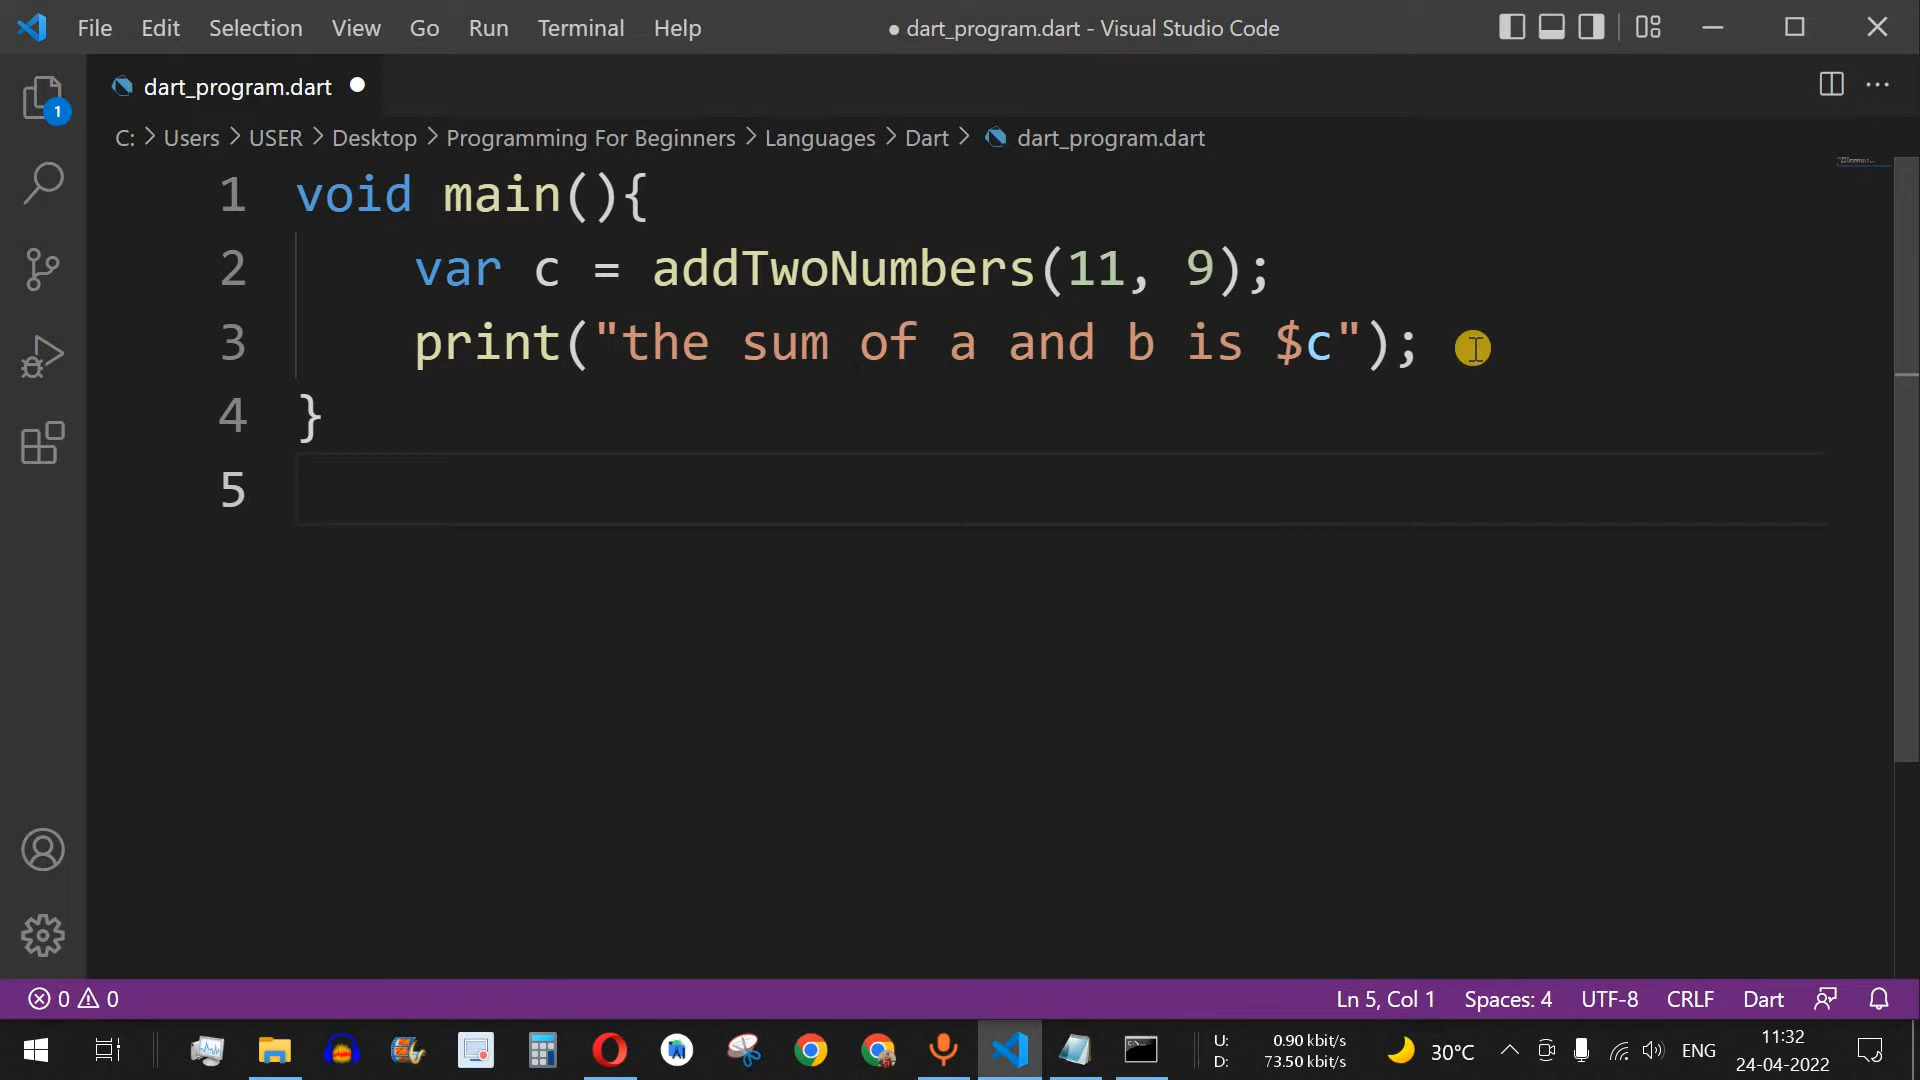 File Edit Selection View Go Run Terminal Help ● dart_program.dart - Visual Studio Code
dart_program.dart ●
1
C: > Users > USER > Desktop > Programming For Beginners > Languages > Dart > dart_program.dart
1 void main(){
2 var c = addTwoNumbers(11, 9);
3 print("the sum of a and b is $c");
4 }
5
0 0 Ln 5, Col 1 Spaces: 4 UTF-8 CRLF Dart
U: 0.90 kbit/s
D: 73.50 kbit/s
30°C ENG
11:32
24-04-2022